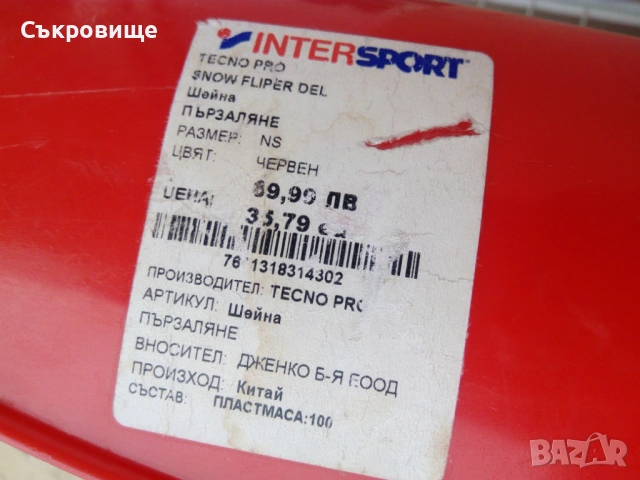 Съкровище
INTERSPORT
TECNO PRO
SNOW FLIPER DEL
Шейна
ПЪРЗАЛЯНЕ
РАЗМЕР: NS
ЦВЯТ: ЧЕРВЕН
ЦЕНА: 69,99 ЛВ
35,79
1318314302
ПРОИЗВОДИТЕЛ: TECNO PRO
АРТИКУЛ: Шейна
ПЪРЗАЛЯНЕ
ВНОСИТЕЛ: ДЖЕНКО Б-Я ЕООД
ПРОИЗХОД: Китай
СЪСТАВ: ПЛАСТМАСА:100
BAZAR